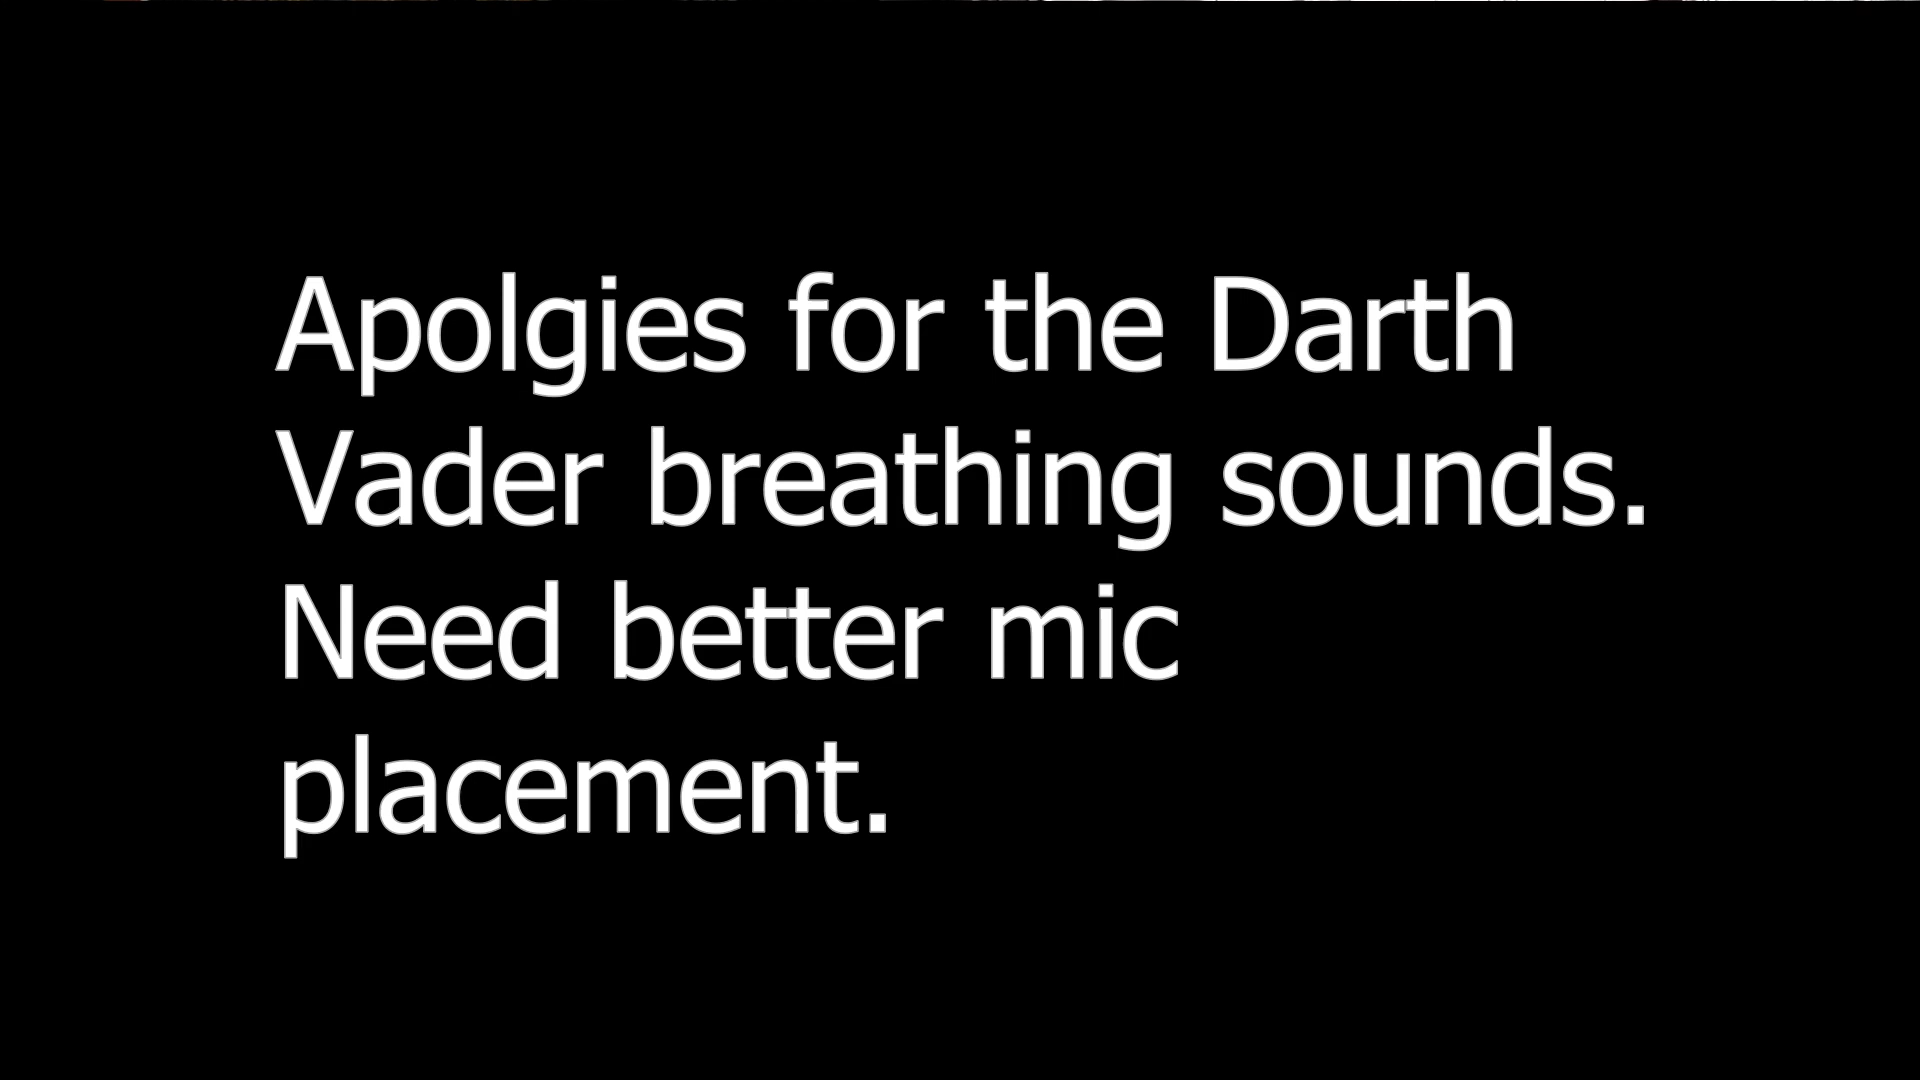 Apolgies for the Darth
Vader breathing sounds.
Need better mic
placement.